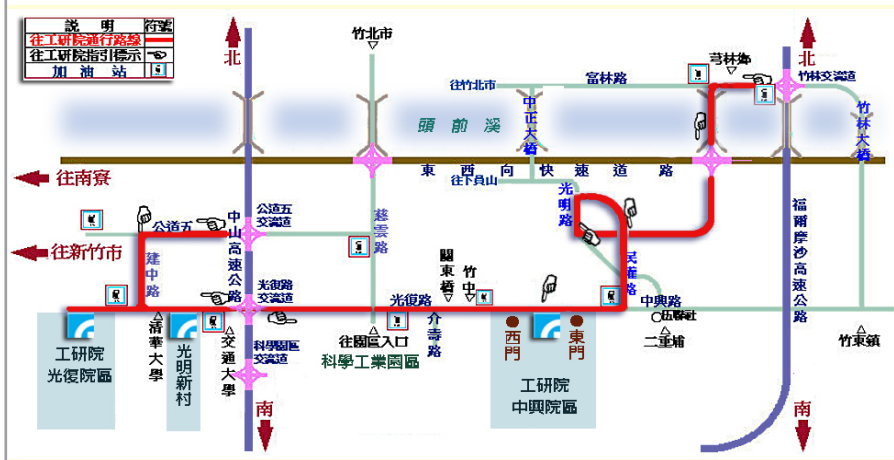 說明 符號
往工研院通行路線
往工研院指引標示
加油站
北
竹北市
北
芎林鄉
竹林交流道
往竹北市
富林路
中正大橋
頭前溪
竹林大橋
東西向快速道路
往南寮
往下員山
光明路
公道五
公道五
交流道
中山高速公路
慈雲路
福爾摩沙高速公路
往新竹市
建中路
關東橋
竹中
民權路
光復路
交流道
光復路
介壽路
中興路
伍聯社
二重埔
竹東鎮
工研院
光復院區
清華大學
光明新村
交通大學
科學園區
交流道
往園區入口
科學工業園區
西門
東門
工研院
中興院區
南
南